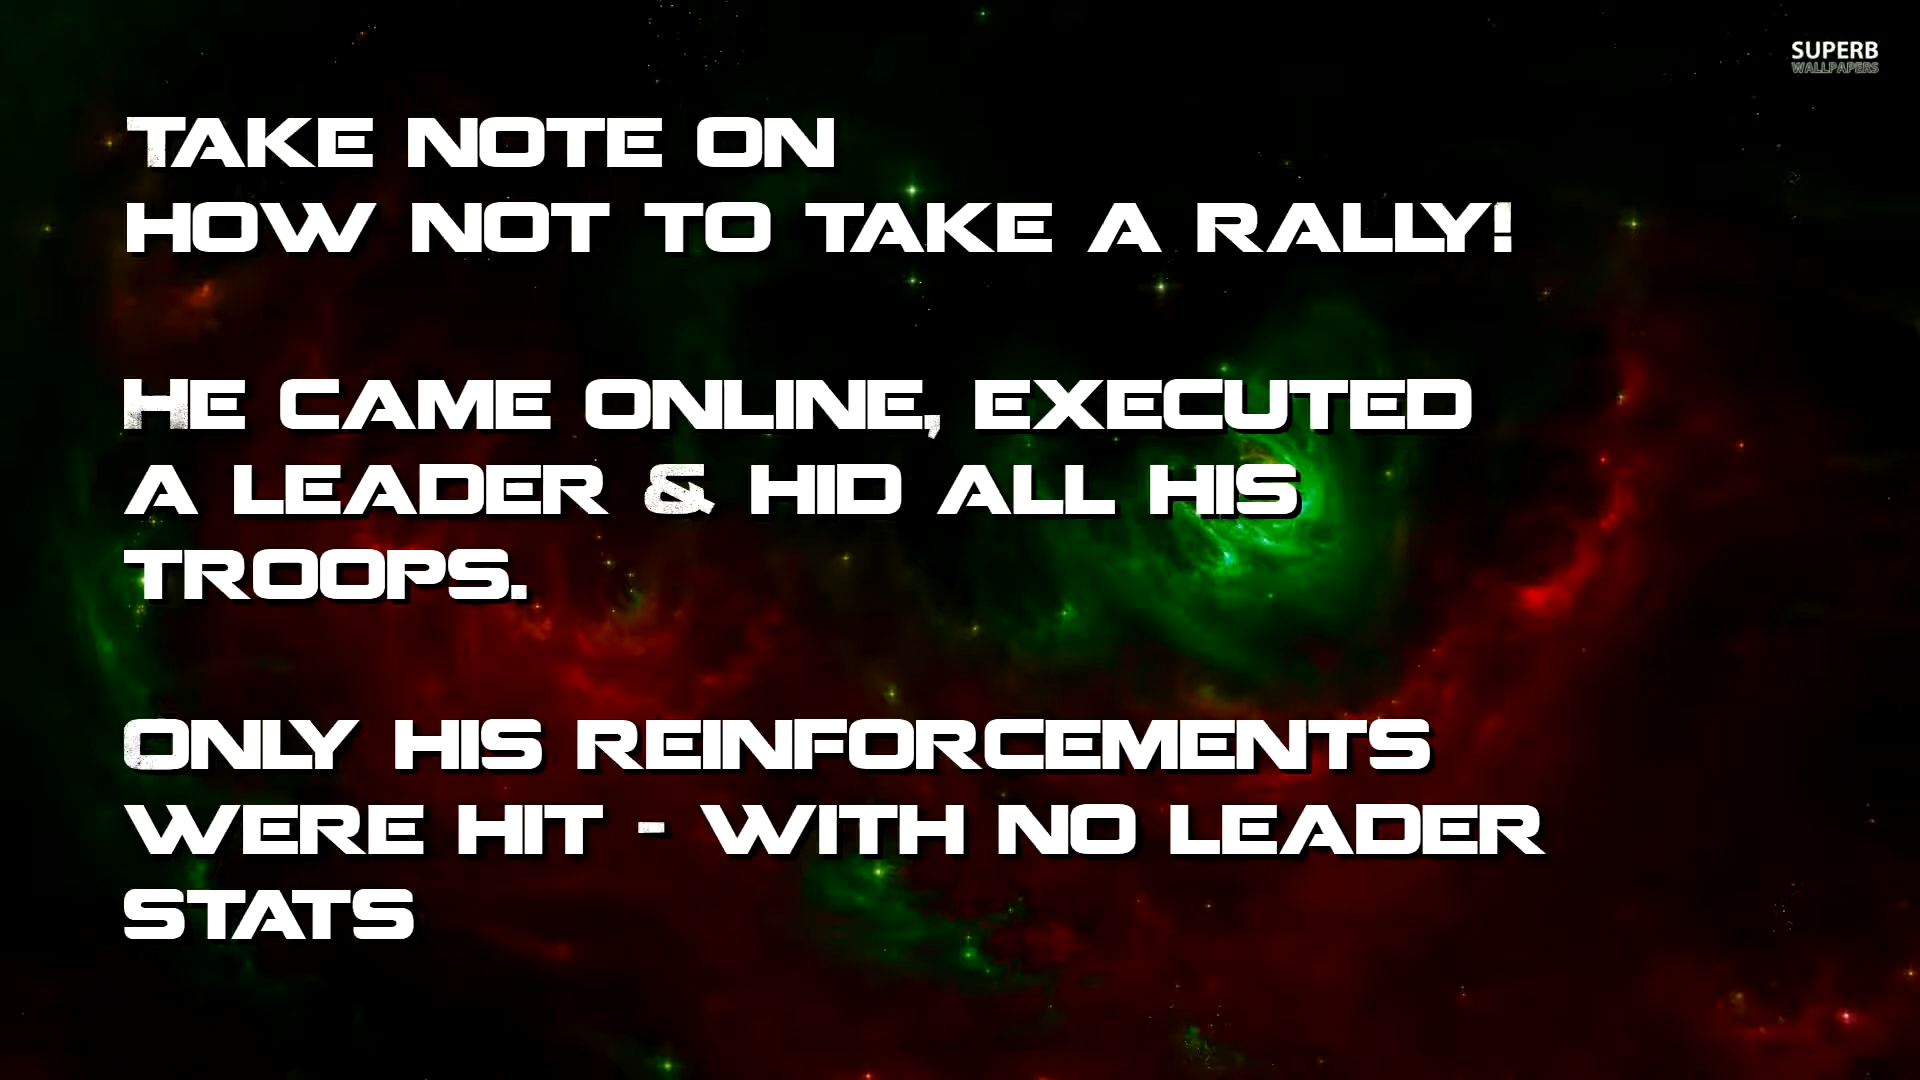 SUPERB
WALLPAPERS
TAKE NOTE ON
HOW NOT TO TAKE A RALLY!
HE CAME ONLINE, EXECUTED
A LEADER & HID ALL HIS
TROOPS.
ONLY HIS REINFORCEMENTS
WERE HIT - WITH NO LEADER
STATS